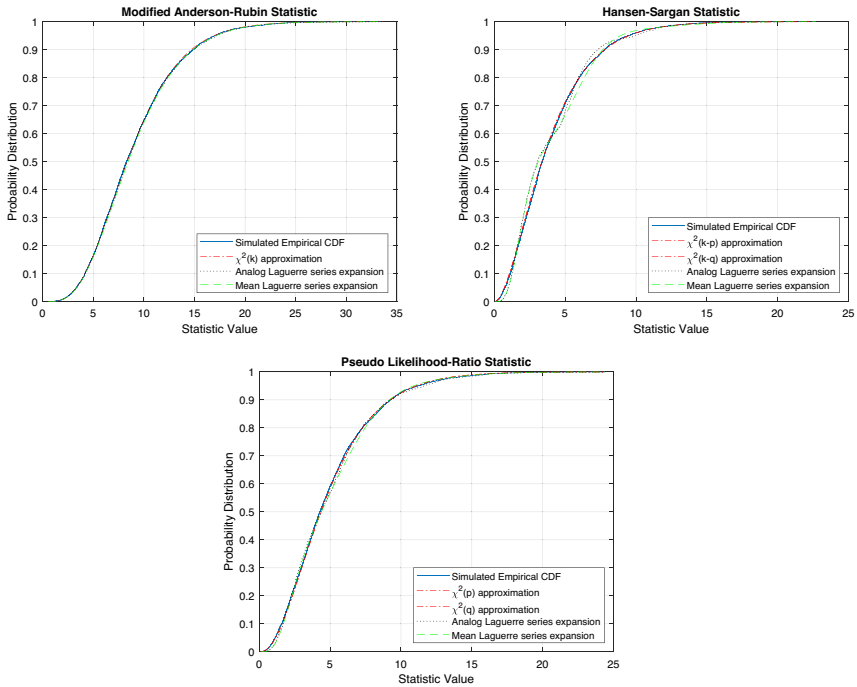 Modified Anderson-Rubin Statistic
1
0.9
0.8
0.7
0.6
0.5
0.4
0.3
0.2
0.1
0
Probability Distribution
Simulated Empirical CDF
χ²(k) approximation
Analog Laguerre series expansion
Mean Laguerre series expansion
0 5 10 15 20 25 30 35
Statistic Value
Hansen-Sargan Statistic
1
0.9
0.8
0.7
0.6
0.5
0.4
0.3
0.2
0.1
0
Probability Distribution
Simulated Empirical CDF
χ²(k-p) approximation
χ²(k-q) approximation
Analog Laguerre series expansion
Mean Laguerre series expansion
0 5 10 15 20 25
Statistic Value
Pseudo Likelihood-Ratio Statistic
1
0.9
0.8
0.7
0.6
0.5
0.4
0.3
0.2
0.1
0
Probability Distribution
Simulated Empirical CDF
χ²(p) approximation
χ²(q) approximation
Analog Laguerre series expansion
Mean Laguerre series expansion
0 5 10 15 20 25
Statistic Value